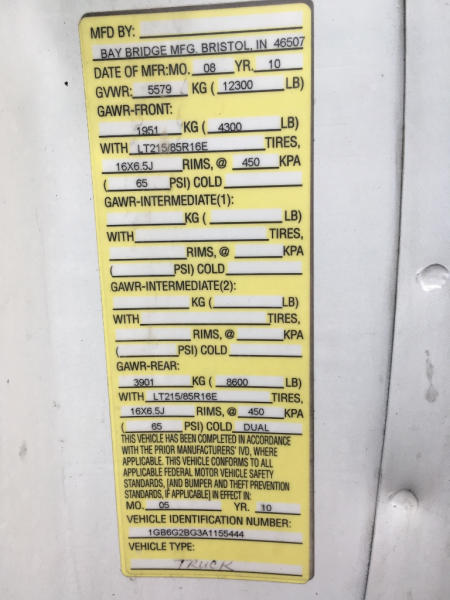 MFD BY:
BAY BRIDGE MFG. BRISTOL, IN 46507
DATE OF MFR:MO. 08 YR. 10
GVWR: 5579 KG ( 12300 LB)
GAWR-FRONT:
1951 KG ( 4300 LB)
WITH LT215/85R16E TIRES,
16X6.5J RIMS, @ 450 KPA
( 65 PSI) COLD
GAWR-INTERMEDIATE(1):
KG ( LB)
WITH TIRES,
RIMS, @ KPA
( PSI) COLD
GAWR-INTERMEDIATE(2):
KG ( LB)
WITH TIRES,
RIMS, @ KPA
( PSI) COLD
GAWR-REAR:
3901 KG ( 8600 LB)
WITH LT215/85R16E TIRES,
16X6.5J RIMS, @ 450 KPA
( 65 PSI) COLD DUAL
THIS VEHICLE HAS BEEN COMPLETED IN ACCORDANCE
WITH THE PRIOR MANUFACTURERS' IVD, WHERE
APPLICABLE. THIS VEHICLE CONFORMS TO ALL
APPLICABLE FEDERAL MOTOR VEHICLE SAFETY
STANDARDS, [AND BUMPER AND THEFT PREVENTION
STANDARDS, IF APPLICABLE] IN EFFECT IN:
MO. 05 YR. 10
VEHICLE IDENTIFICATION NUMBER:
1GB6G2BG3A1155444
VEHICLE TYPE:
TRUCK